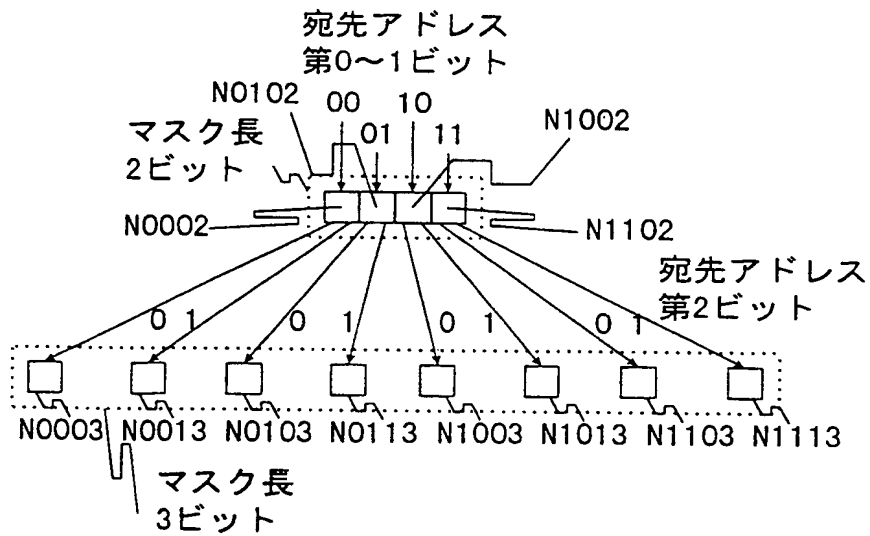 宛先アドレス
第0～1ビット
N0102
00
10
N1002
マスク長
2ビット
01
11
N0002
N1102
宛先アドレス
第2ビット
0 1
0 1
0 1
0 1
N0003
N0013
N0103
N0113
N1003
N1013
N1103
N1113
マスク長
3ビット